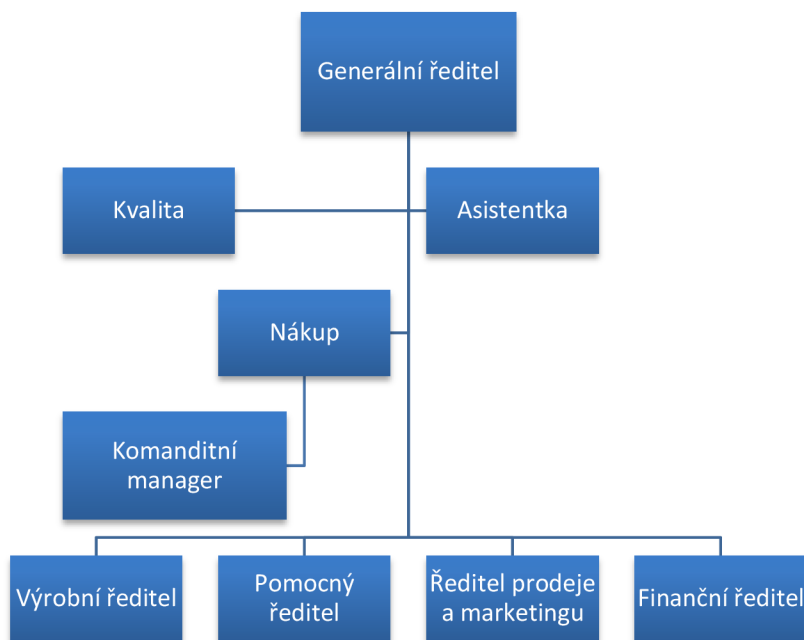 Generální ředitel
Kvalita
Asistentka
Nákup
Komanditní
manager
Výrobní ředitel
Pomocný
ředitel
Ředitel prodeje
a marketingu
Finanční ředitel